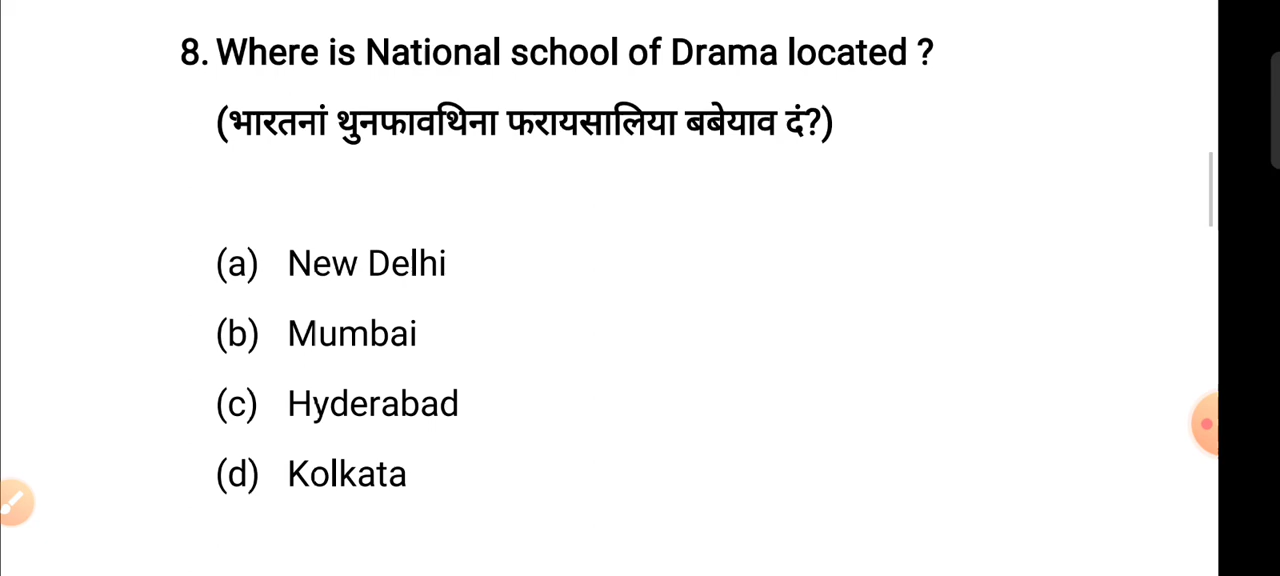 8. Where is National school of Drama located ?
(भारतनां थुनफावथिना फरायसालिया बबेयाव दं?)
(a) New Delhi
(b) Mumbai
(c) Hyderabad
(d) Kolkata